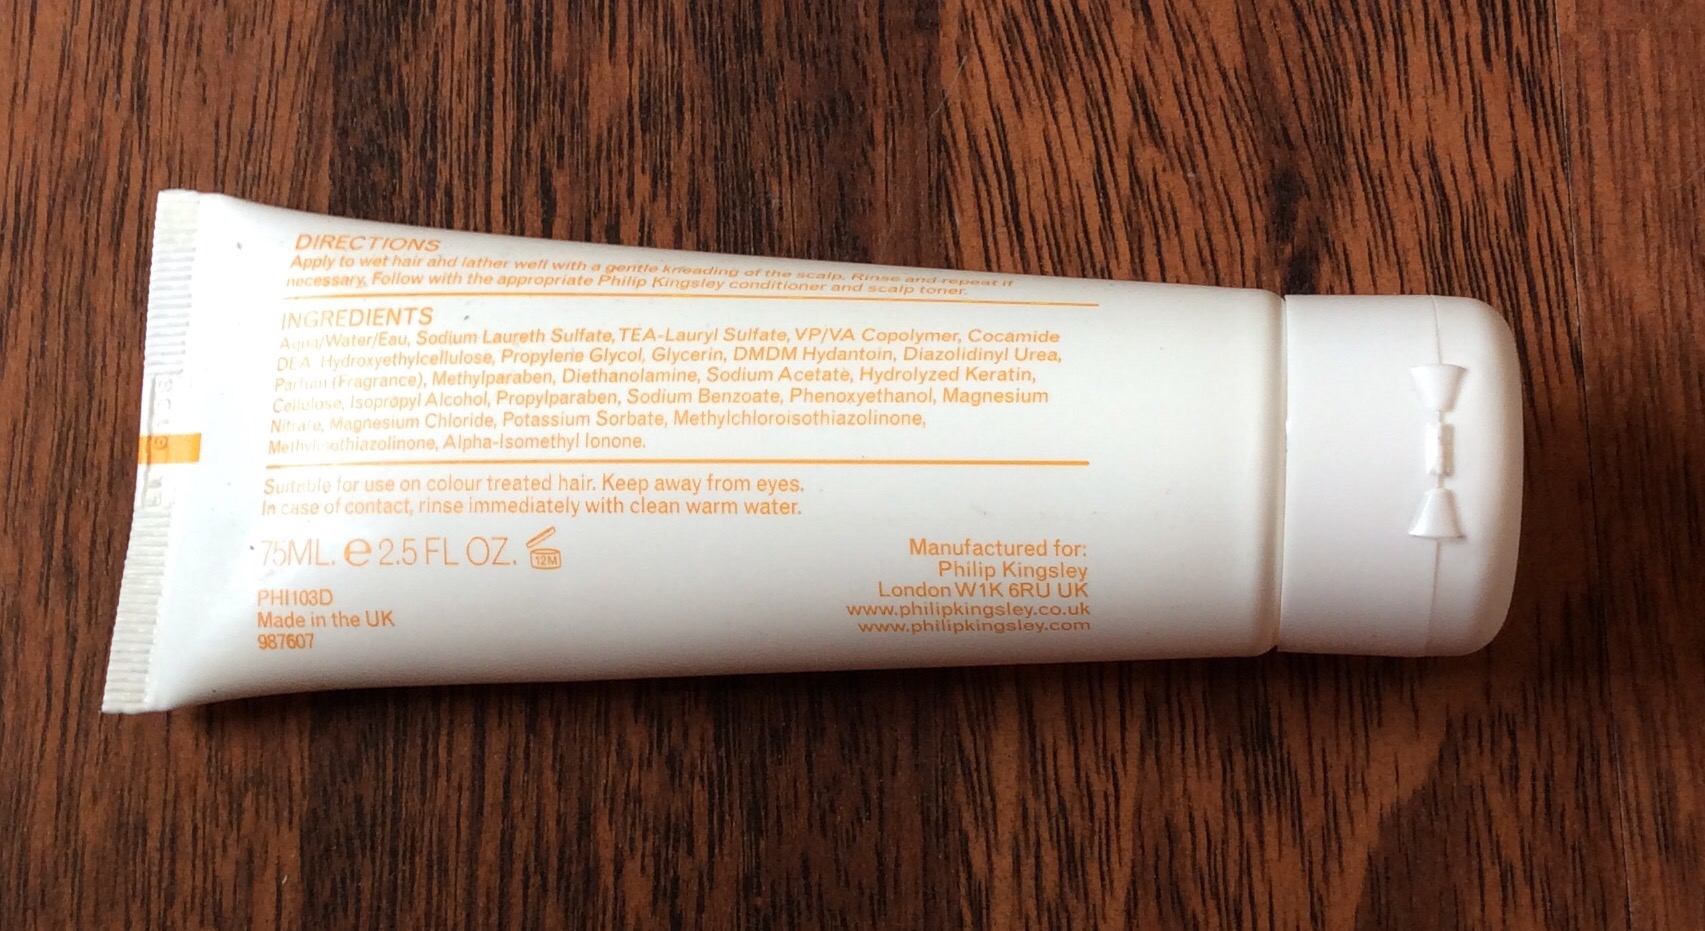 DIRECTIONS
Apply to wet hair and lather well with a gentle kneading of the scalp. Rinse and repeat if
necessary. Follow with the appropriate Philip Kingsley conditioner and scalp toner.
INGREDIENTS
Aqua/Water/Eau, Sodium Laureth Sulfate, TEA-Lauryl Sulfate, VP/VA Copolymer, Cocamide
DEA, Hydroxyethylcellulose, Propylene Glycol, Glycerin, DMDM Hydantoin, Diazolidinyl Urea,
Parfum (Fragrance), Methylparaben, Diethanolamine, Sodium Acetate, Hydrolyzed Keratin,
Cellulose, Isopropyl Alcohol, Propylparaben, Sodium Benzoate, Phenoxyethanol, Magnesium
Nitrate, Magnesium Chloride, Potassium Sorbate, Methylchloroisothiazolinone,
Methylisothiazolinone, Alpha-Isomethyl Ionone.
Suitable for use on colour treated hair. Keep away from eyes.
In case of contact, rinse immediately with clean warm water.
75ML. e 2.5 FL OZ. 12M
PHI103D
Made in the UK
987607
Manufactured for:
Philip Kingsley
London W1K 6RU UK
www.philipkingsley.co.uk
www.philipkingsley.com